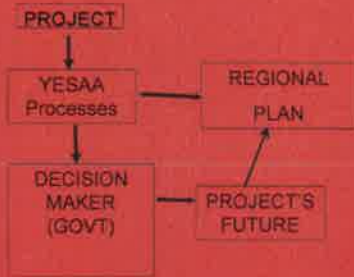 PROJECT
YESAA
Processes
REGIONAL
PLAN
DECISION
MAKER
(GOVT)
PROJECT'S
FUTURE